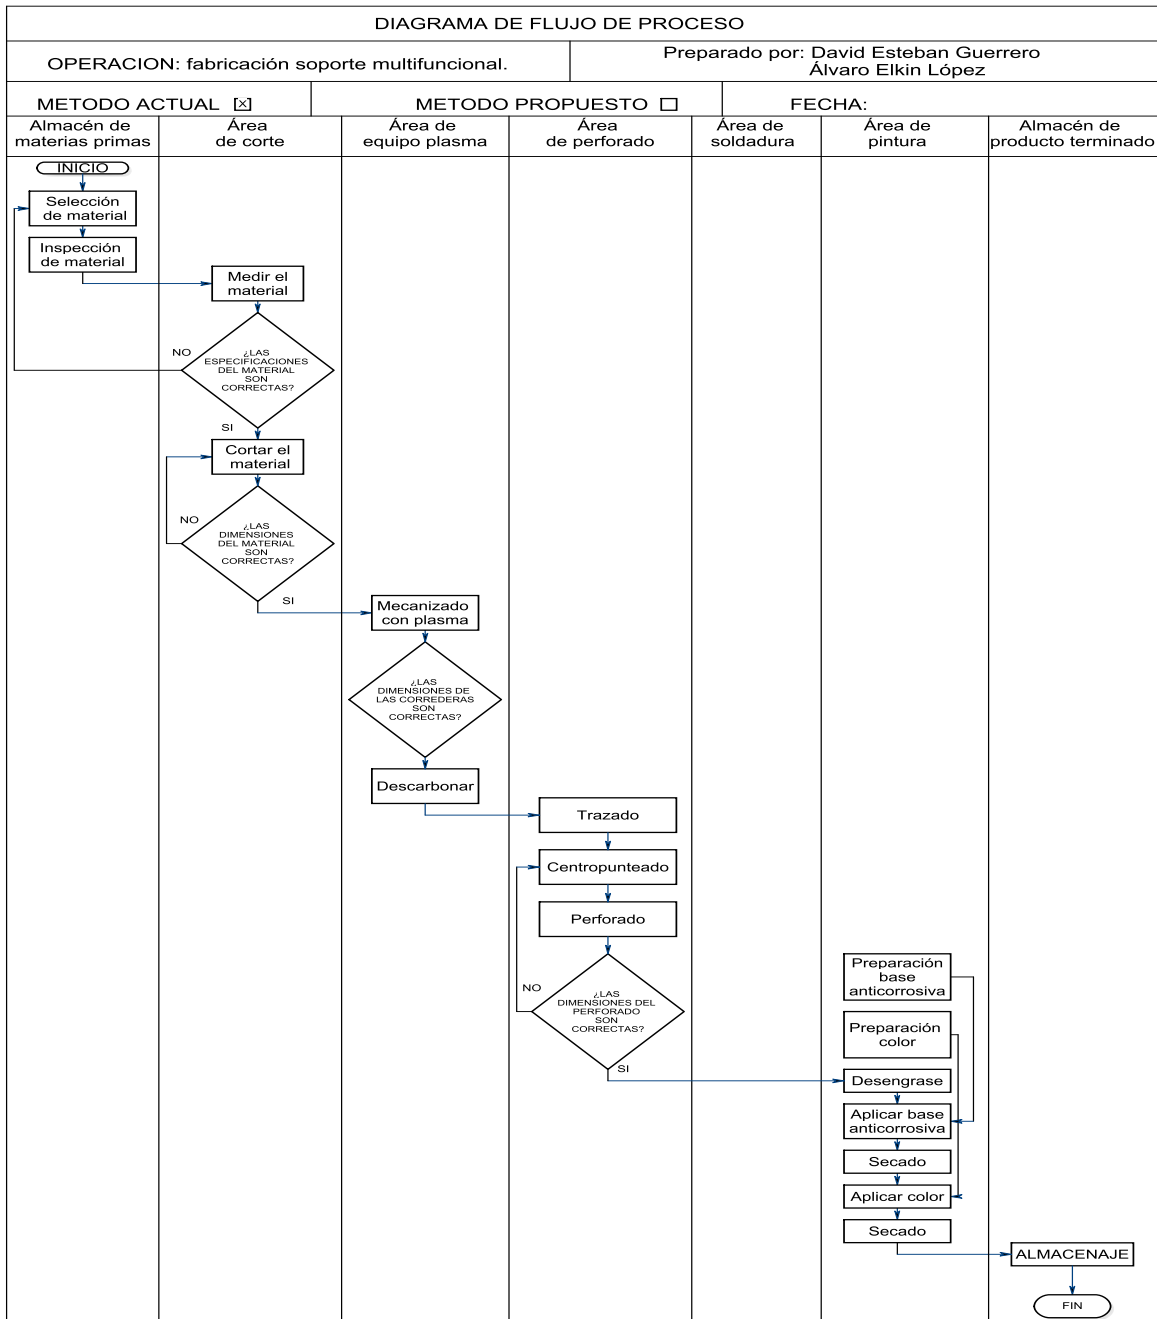 DIAGRAMA DE FLUJO DE PROCESO
OPERACION: fabricación soporte multifuncional.
Preparado por: David Esteban Guerrero
Álvaro Elkin López
METODO ACTUAL x
METODO PROPUESTO
FECHA:
Almacén de
materias primas
Área
de corte
Área de
equipo plasma
Área
de perforado
Área de
soldadura
Área de
pintura
Almacén de
producto terminado
INICIO
Selección
de material
Inspección
de material
Medir el
material
NO
¿LAS
ESPECIFICACIONES
DEL MATERIAL
SON
CORRECTAS?
SI
Cortar el
material
NO
¿LAS
DIMENSIONES
DEL MATERIAL
SON
CORRECTAS?
SI
Mecanizado
con plasma
¿LAS
DIMENSIONES DE
LAS CORREDERAS
SON
CORRECTAS?
Descarbonar
Trazado
Centropunteado
Perforado
NO
¿LAS
DIMENSIONES DEL
PERFORADO
SON
CORRECTAS?
SI
Preparación
base
anticorrosiva
Preparación
color
Desengrase
Aplicar base
anticorrosiva
Secado
Aplicar color
Secado
ALMACENAJE
FIN